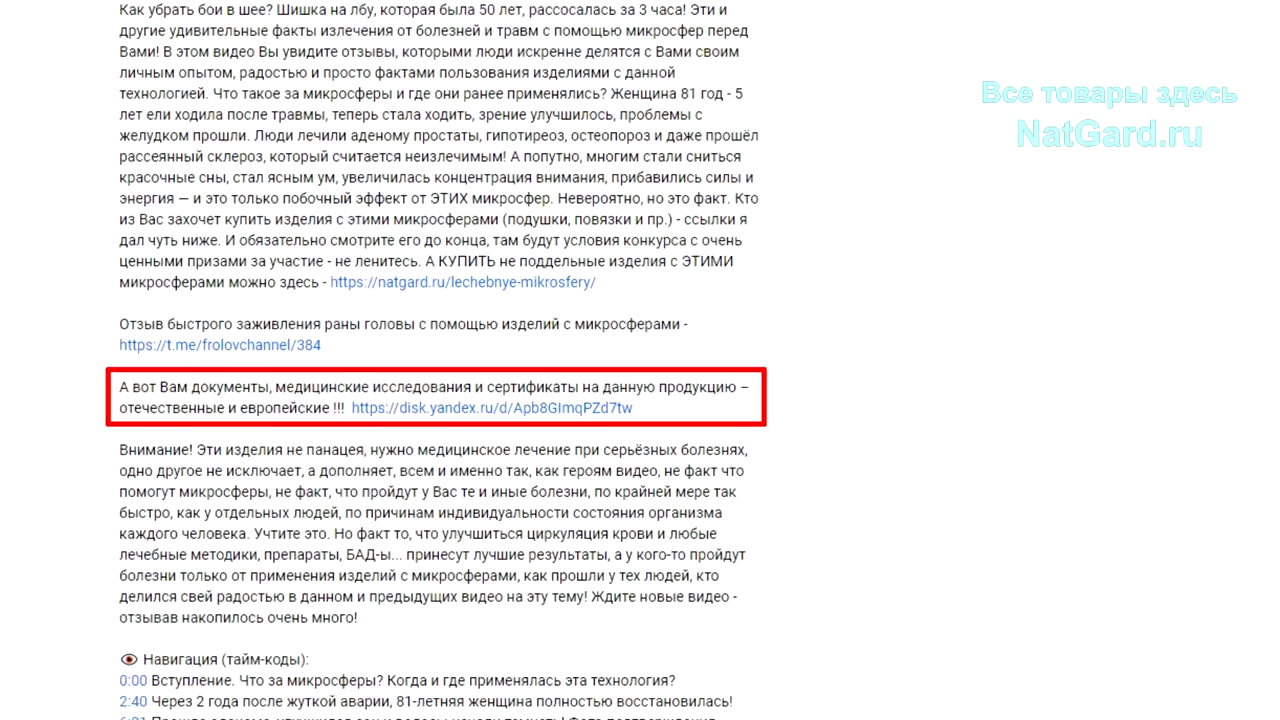 Как убрать бои в шее? Шишка на лбу, которая была 50 лет, рассосалась за 3 часа! Эти и
другие удивительные факты излечения от болезней и травм с помощью микросфер перед
Вами! В этом видео Вы увидите отзывы, которыми люди искренне делятся с Вами своим
личным опытом, радостью и просто фактами пользования изделиями с данной
технологией. Что такое за микросферы и где они ранее применялись? Женщина 81 год - 5
лет ели ходила после травмы, теперь стала ходить, зрение улучшилось, проблемы с
желудком прошли. Люди лечили аденому простаты, гипотиреоз, остеопороз и даже прошёл
рассеянный склероз, который считается неизлечимым! А попутно, многим стали сниться
красочные сны, стал ясным ум, увеличилась концентрация внимания, прибавились силы и
энергия — и это только побочный эффект от ЭТИХ микросфер. Невероятно, но это факт. Кто
из Вас захочет купить изделия с этими микросферами (подушки, повязки и пр.) - ссылки я
дал чуть ниже. И обязательно смотрите его до конца, там будут условия конкурса с очень
ценными призами за участие - не ленитесь. А КУПИТЬ не поддельные изделия с ЭТИМИ
микросферами можно здесь - https://natgard.ru/lechebnye-mikrosfery/
Отзыв быстрого заживления раны головы с помощью изделий с микросферами -
https://t.me/frolovchannel/384
А вот Вам документы, медицинские исследования и сертификаты на данную продукцию –
отечественные и европейские !!! https://disk.yandex.ru/d/Apb8GImqPZd7tw
Внимание! Эти изделия не панацея, нужно медицинское лечение при серьёзных болезнях,
одно другое не исключает, а дополняет, всем и именно так, как героям видео, не факт что
помогут микросферы, не факт, что пройдут у Вас те и иные болезни, по крайней мере так
быстро, как у отдельных людей, по причинам индивидуальности состояния организма
каждого человека. Учтите это. Но факт то, что улучшиться циркуляция крови и любые
лечебные методики, препараты, БАД-ы... принесут лучшие результаты, а у кого-то пройдут
болезни только от применения изделий с микросферами, как прошли у тех людей, кто
делился свей радостью в данном и предыдущих видео на эту тему! Ждите новые видео -
отзывав накопилось очень много!
Навигация (тайм-коды):
0:00 Вступление. Что за микросферы? Когда и где применялась эта технология?
2:40 Через 2 года после жуткой аварии, 81-летняя женщина полностью восстановилась!
Все товары здесь
NatGard.ru